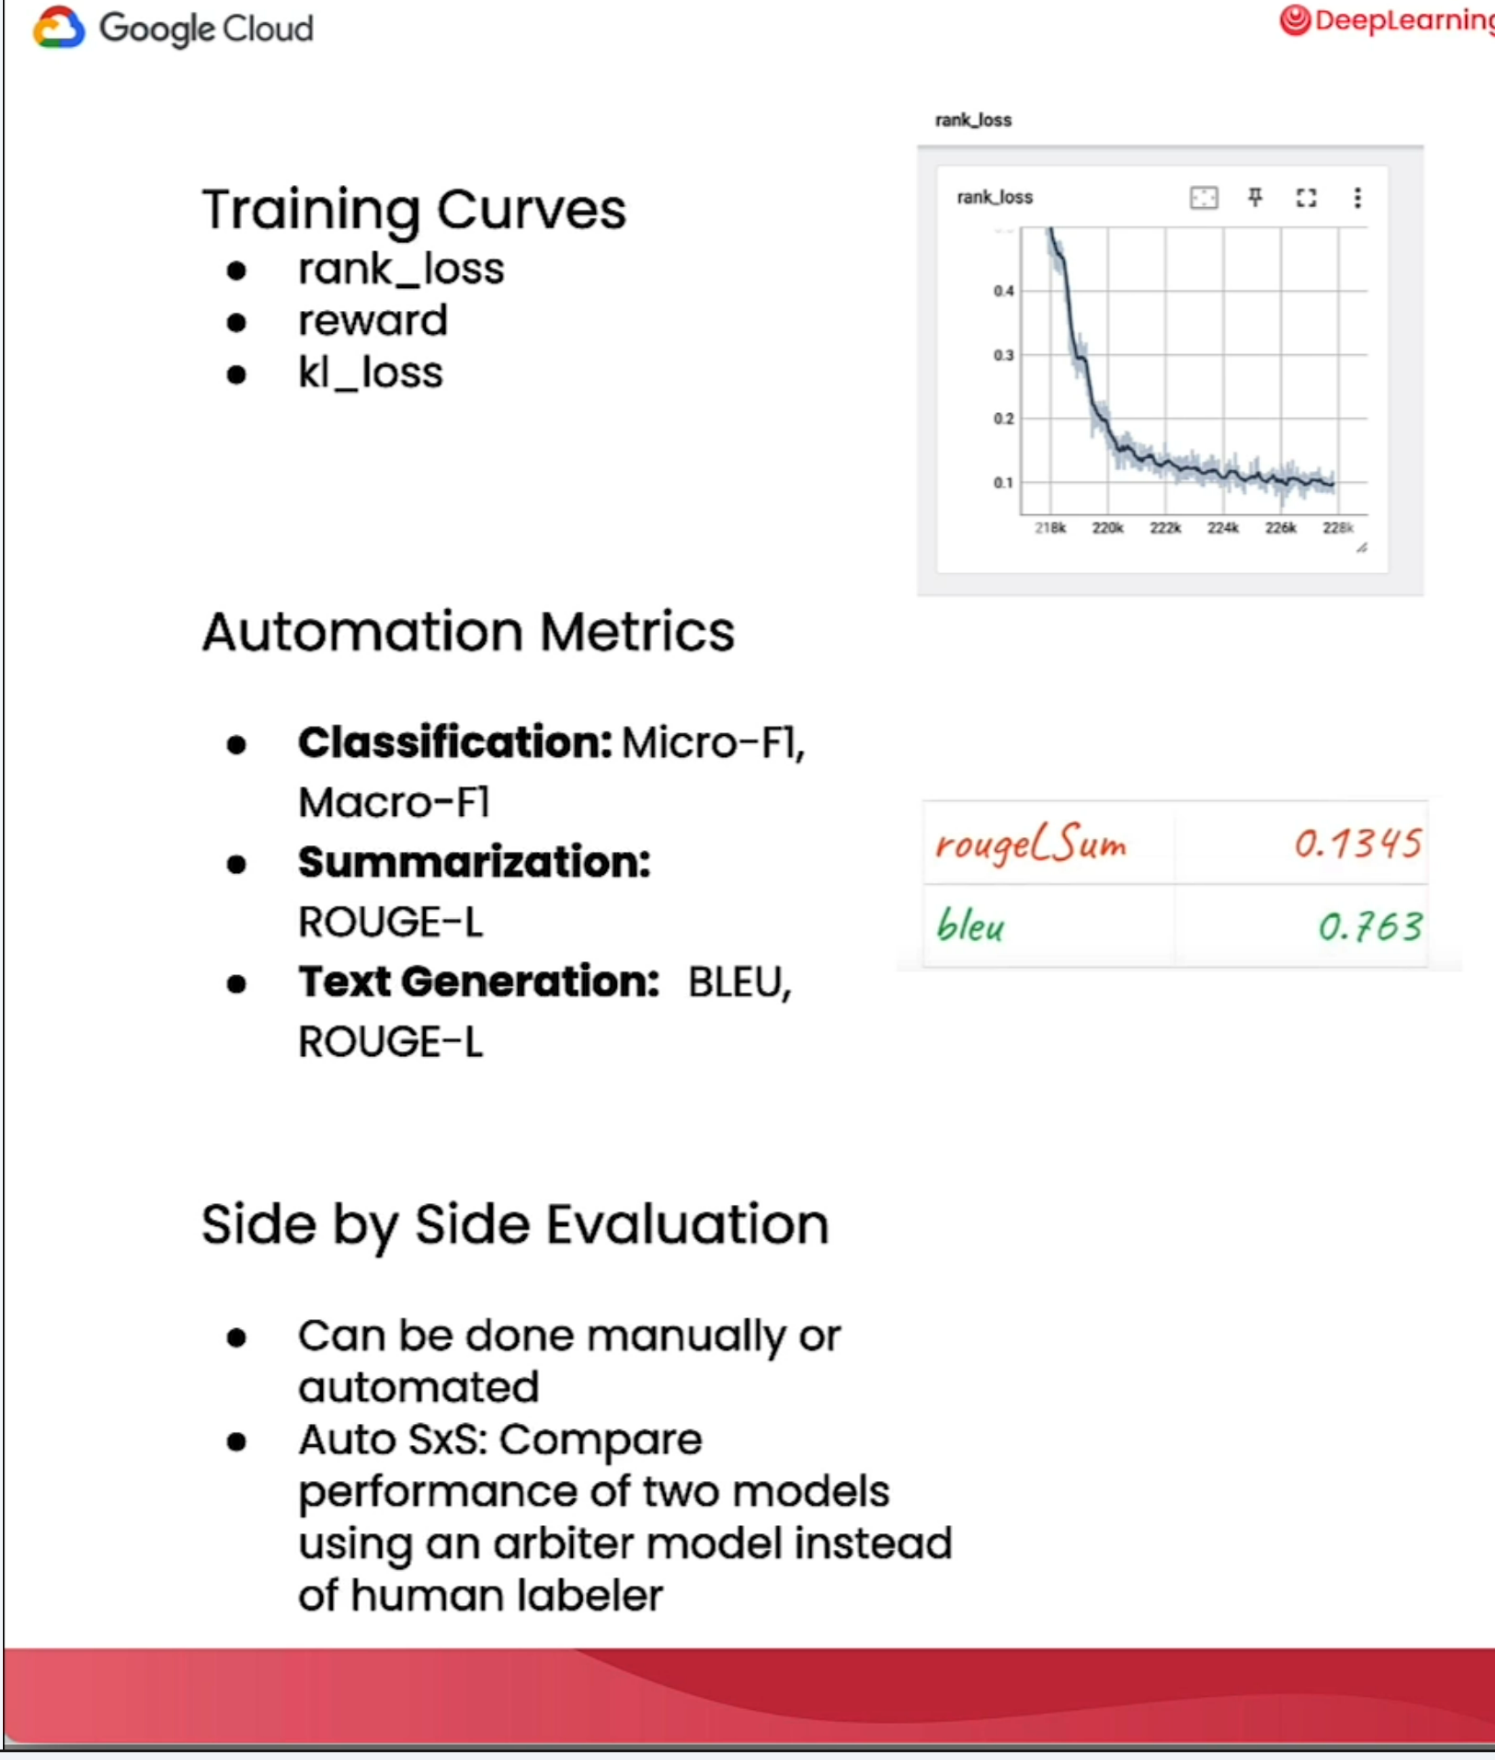 Google Cloud
DeepLearning
rank_loss
rank_loss
0.4
0.3
0.2
0.1
218k 220k 222k 224k 226k 228k
Training Curves
● rank_loss
● reward
● kl_loss
Automation Metrics
● Classification: Micro-F1,
Macro-F1
● Summarization:
ROUGE-L
● Text Generation: BLEU,
ROUGE-L
rougeLSum 0.1345
bleu 0.763
Side by Side Evaluation
● Can be done manually or
automated
● Auto SxS: Compare
performance of two models
using an arbiter model instead
of human labeler